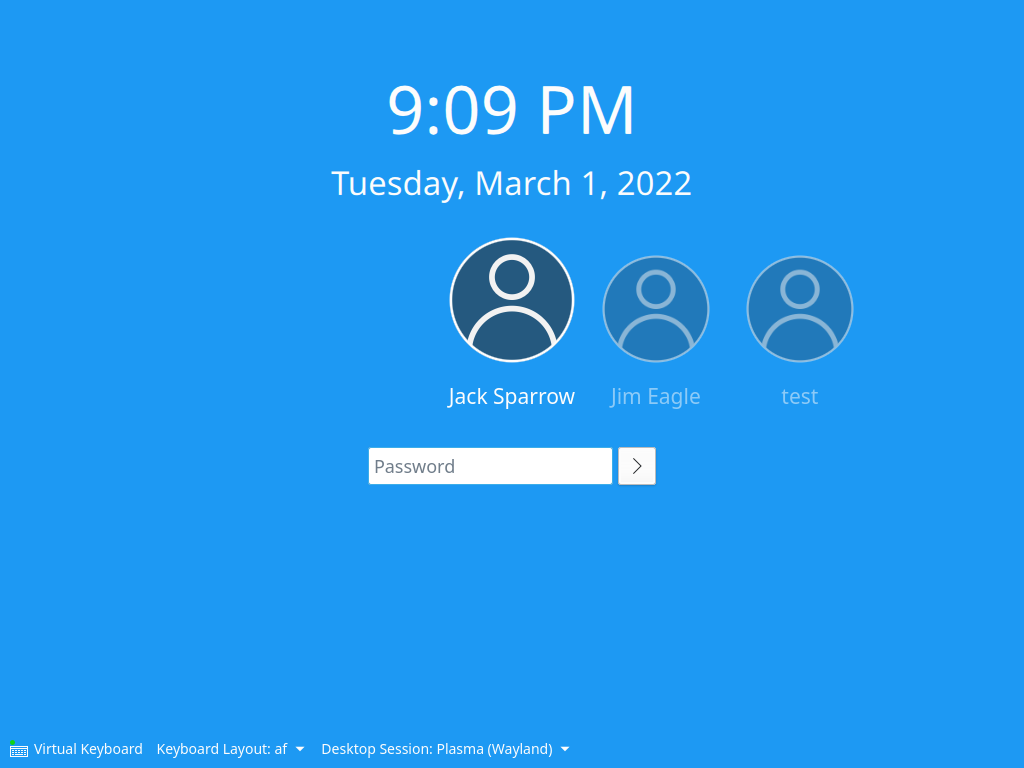 9:09 PM
Tuesday, March 1, 2022
Jack Sparrow Jim Eagle test
Password
Virtual Keyboard Keyboard Layout: af Desktop Session: Plasma (Wayland)